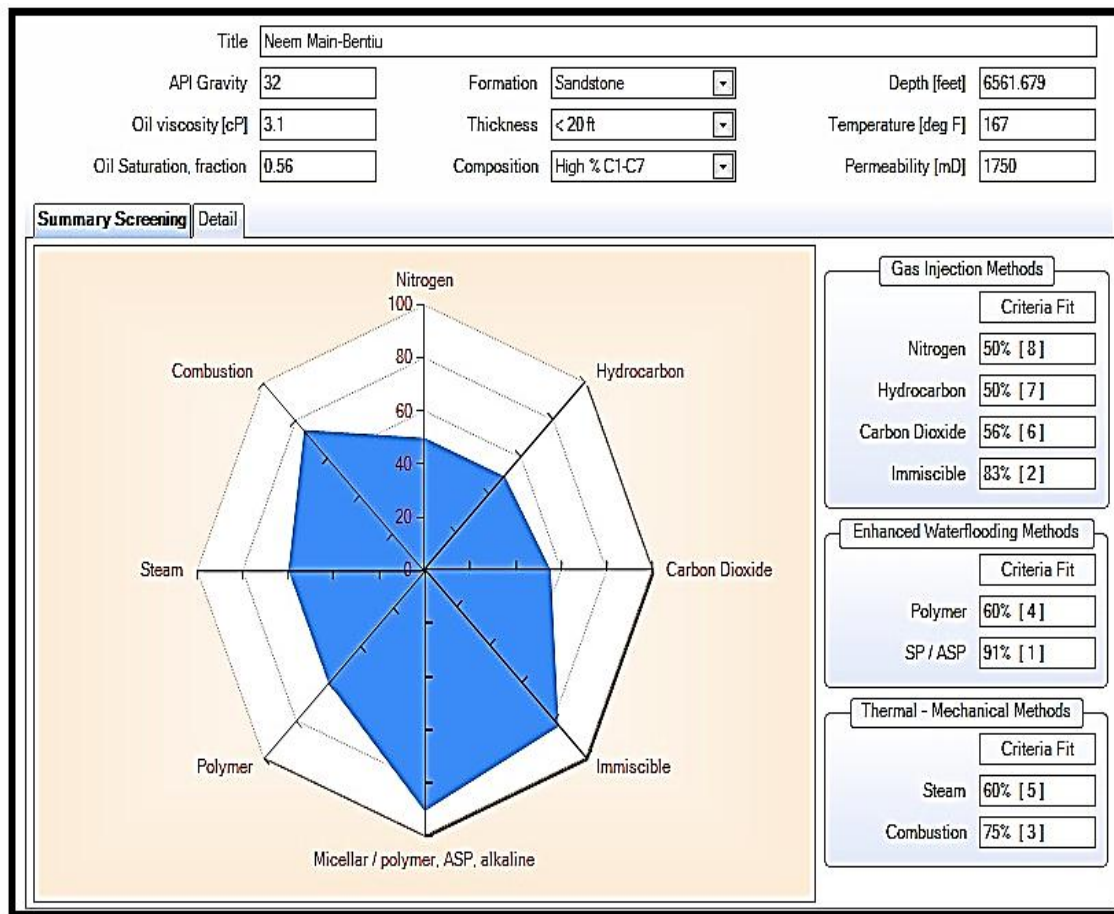 Title Neem Main-Bentiu
API Gravity 32 Formation Sandstone Depth [feet] 6561.679
Oil viscosity [cP] 3.1 Thickness < 20 ft Temperature [deg F] 167
Oil Saturation, fraction 0.56 Composition High % C1-C7 Permeability [mD] 1750
Summary Screening Detail
Nitrogen
100
80
60
40
20
0
Combustion
Hydrocarbon
Steam
Carbon Dioxide
Polymer
Immiscible
Micellar / polymer, ASP, alkaline
Gas Injection Methods
Criteria Fit
Nitrogen 50% [ 8 ]
Hydrocarbon 50% [ 7 ]
Carbon Dioxide 56% [ 6 ]
Immiscible 83% [ 2 ]
Enhanced Waterflooding Methods
Criteria Fit
Polymer 60% [ 4 ]
SP / ASP 91% [ 1 ]
Thermal - Mechanical Methods
Criteria Fit
Steam 60% [ 5 ]
Combustion 75% [ 3 ]